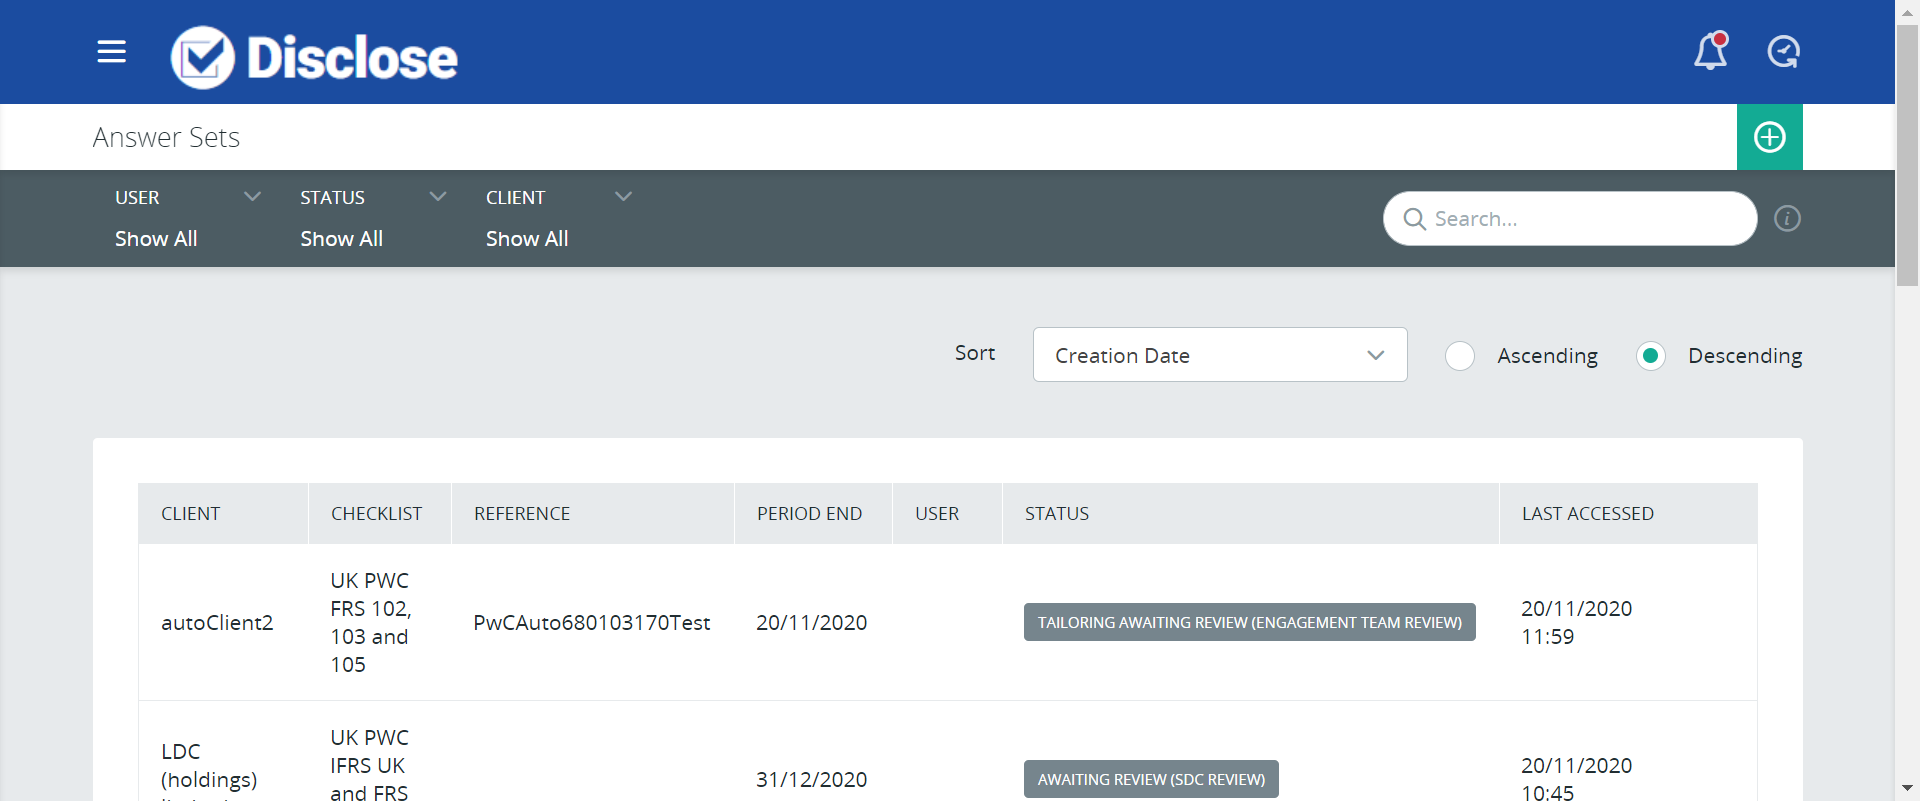 Disclose
Answer Sets
USER STATUS CLIENT
Show All Show All Show All
Search...
Sort Creation Date Ascending Descending
CLIENT CHECKLIST REFERENCE PERIOD END USER STATUS LAST ACCESSED
autoClient2
UK PWC
FRS 102,
103 and
105
PwCAuto680103170Test
20/11/2020
TAILORING AWAITING REVIEW (ENGAGEMENT TEAM REVIEW)
20/11/2020
11:59
LDC
(holdings)
UK PWC
IFRS UK
and FRS
31/12/2020
AWAITING REVIEW (SDC REVIEW)
20/11/2020
10:45